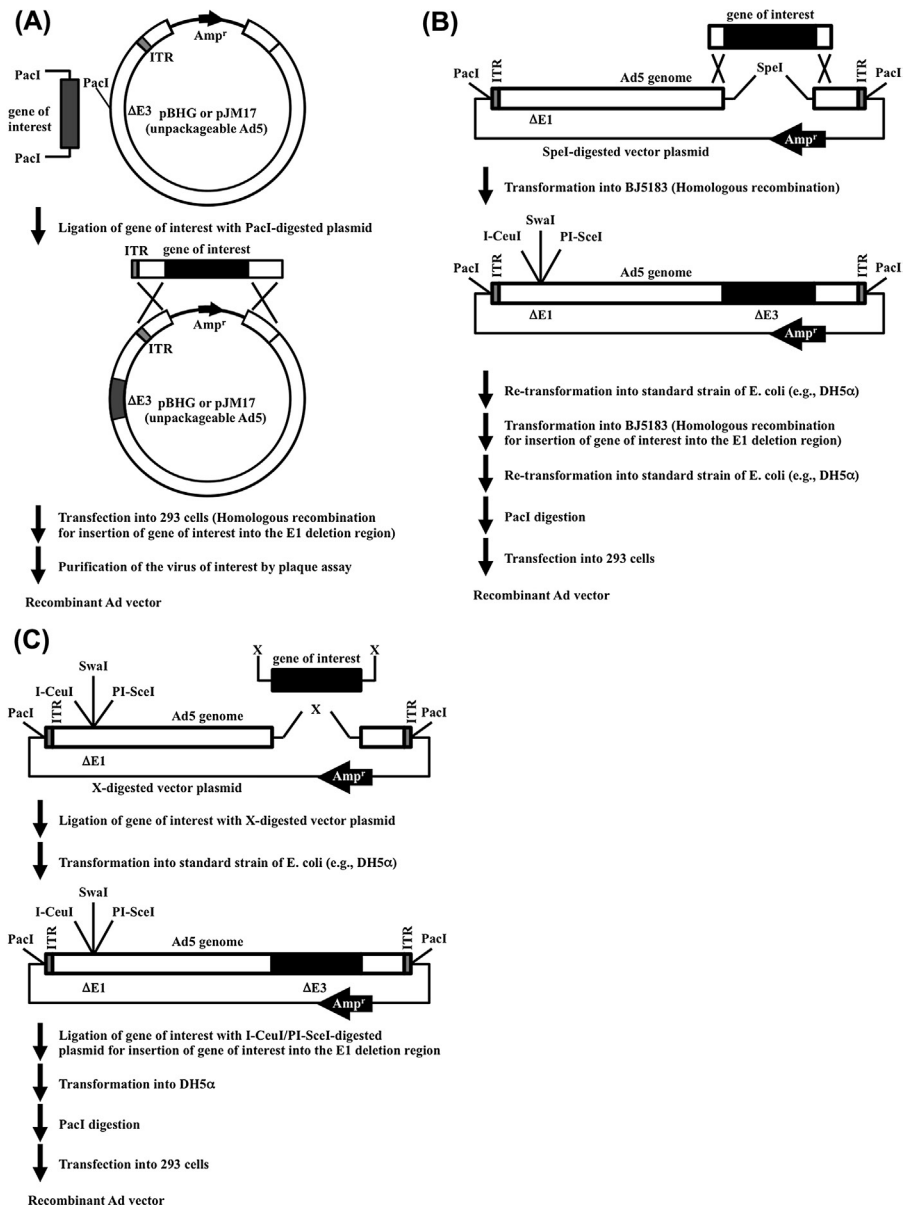 (A)
Ampʳ
ITR
PacI
PacI
gene of
interest
ΔE3
pBHG or pJM17
(unpackageable Ad5)
PacI
Ligation of gene of interest with PacI-digested plasmid
ITR
gene of interest
Ampʳ
ITR
ΔE3
pBHG or pJM17
(unpackageable Ad5)
Transfection into 293 cells (Homologous recombination
for insertion of gene of interest into the E1 deletion region)
Purification of the virus of interest by plaque assay
Recombinant Ad vector
(B)
gene of interest
SpeI
PacI
ITR
Ad5 genome
ITR
PacI
ΔE1
Ampʳ
SpeI-digested vector plasmid
Transformation into BJ5183 (Homologous recombination)
SwaI
I-CeuI
PI-SceI
PacI
ITR
Ad5 genome
ITR
PacI
ΔE1
ΔE3
Ampʳ
Re-transformation into standard strain of E. coli (e.g., DH5α)
Transformation into BJ5183 (Homologous recombination
for insertion of gene of interest into the E1 deletion region)
Re-transformation into standard strain of E. coli (e.g., DH5α)
PacI digestion
Transfection into 293 cells
Recombinant Ad vector
(C)
X
X
gene of interest
SwaI
I-CeuI
PI-SceI
X
PacI
ITR
Ad5 genome
ITR
PacI
ΔE1
Ampʳ
X-digested vector plasmid
Ligation of gene of interest with X-digested vector plasmid
Transformation into standard strain of E. coli (e.g., DH5α)
SwaI
I-CeuI
PI-SceI
PacI
ITR
Ad5 genome
ITR
PacI
ΔE1
ΔE3
Ampʳ
Ligation of gene of interest with I-CeuI/PI-SceI-digested
plasmid for insertion of gene of interest into the E1 deletion region
Transformation into DH5α
PacI digestion
Transfection into 293 cells
Recombinant Ad vector